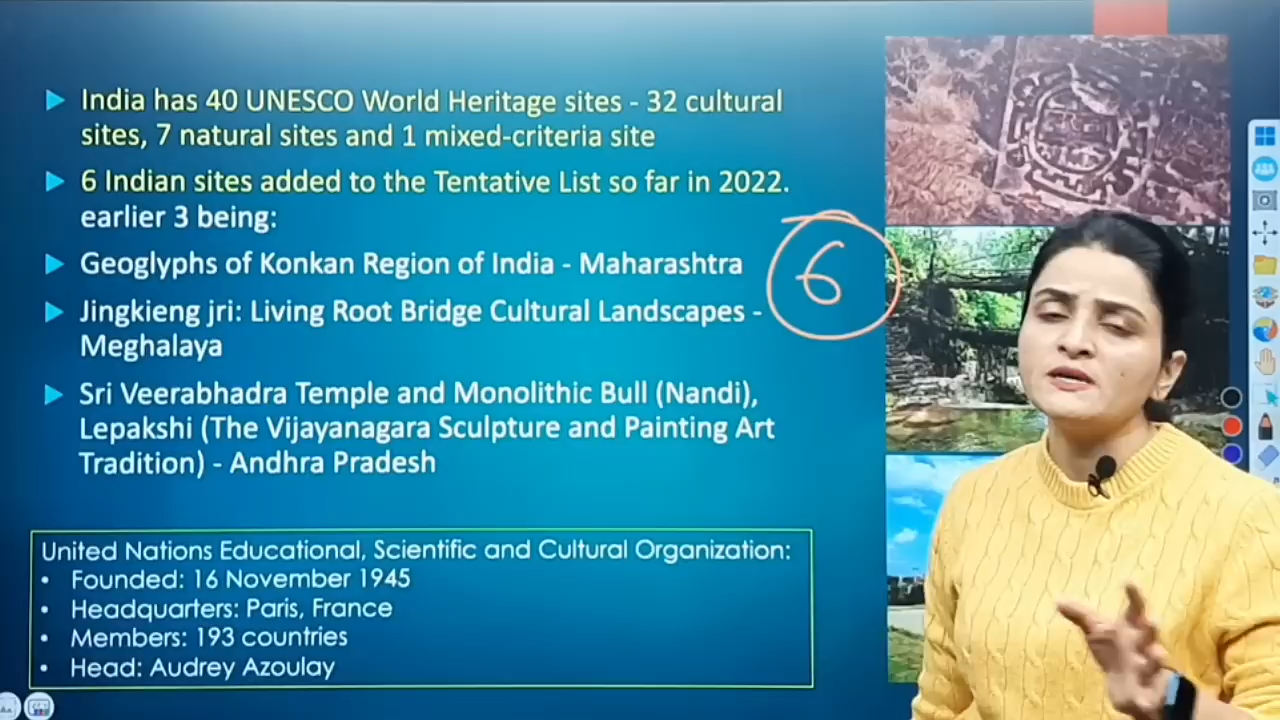 India has 40 UNESCO World Heritage sites - 32 cultural
sites, 7 natural sites and 1 mixed-criteria site
6 Indian sites added to the Tentative List so far in 2022.
earlier 3 being:
Geoglyphs of Konkan Region of India - Maharashtra
6
Jingkieng jri: Living Root Bridge Cultural Landscapes -
Meghalaya
Sri Veerabhadra Temple and Monolithic Bull (Nandi),
Lepakshi (The Vijayanagara Sculpture and Painting Art
Tradition) - Andhra Pradesh
United Nations Educational, Scientific and Cultural Organization:
• Founded: 16 November 1945
• Headquarters: Paris, France
• Members: 193 countries
• Head: Audrey Azoulay